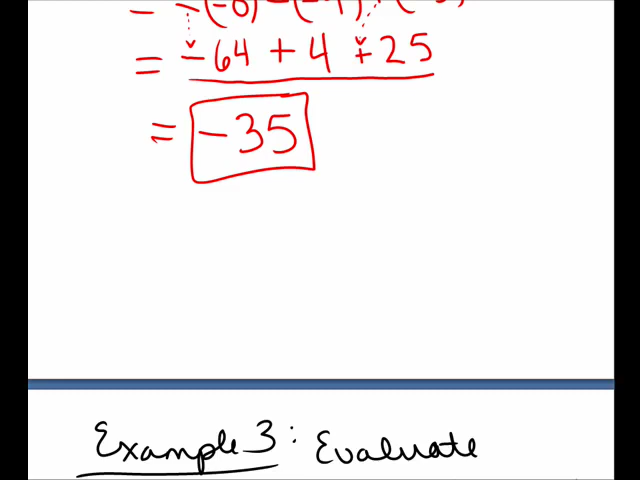 = -64 + 4 + 25
= -35
Example 3: Evaluate